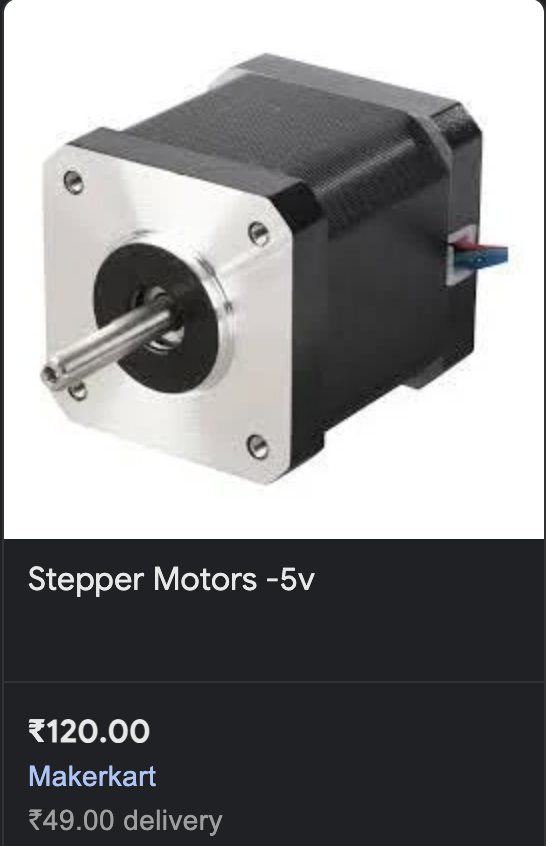 Stepper Motors -5v
₹120.00
Makerkart
₹49.00 delivery